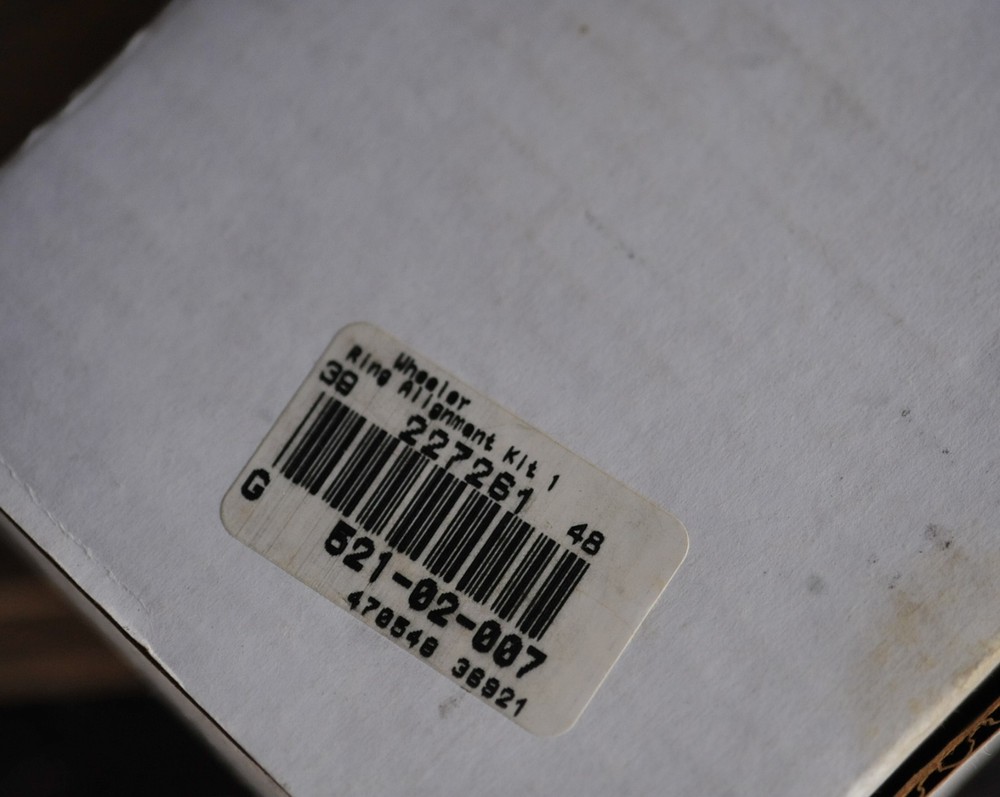 Wheeler
Ring Alignment Kit 1
38 227261 48
G 521-02-007
470548 38921